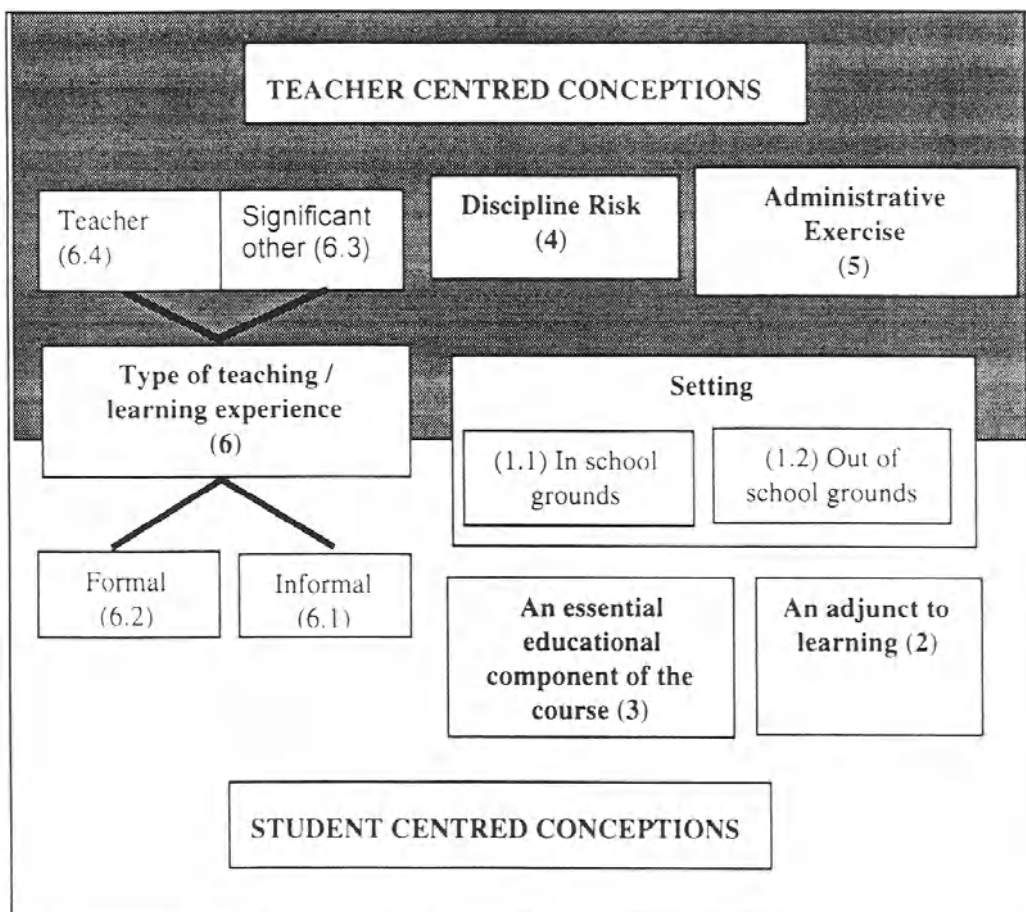 TEACHER CENTRED CONCEPTIONS
Teacher
(6.4)
Significant
other (6.3)
Discipline Risk
(4)
Administrative
Exercise
(5)
Type of teaching /
learning experience
(6)
Setting
(1.1) In school
grounds
(1.2) Out of
school grounds
Formal
(6.2)
Informal
(6.1)
An essential
educational
component of the
course (3)
An adjunct to
learning (2)
STUDENT CENTRED CONCEPTIONS